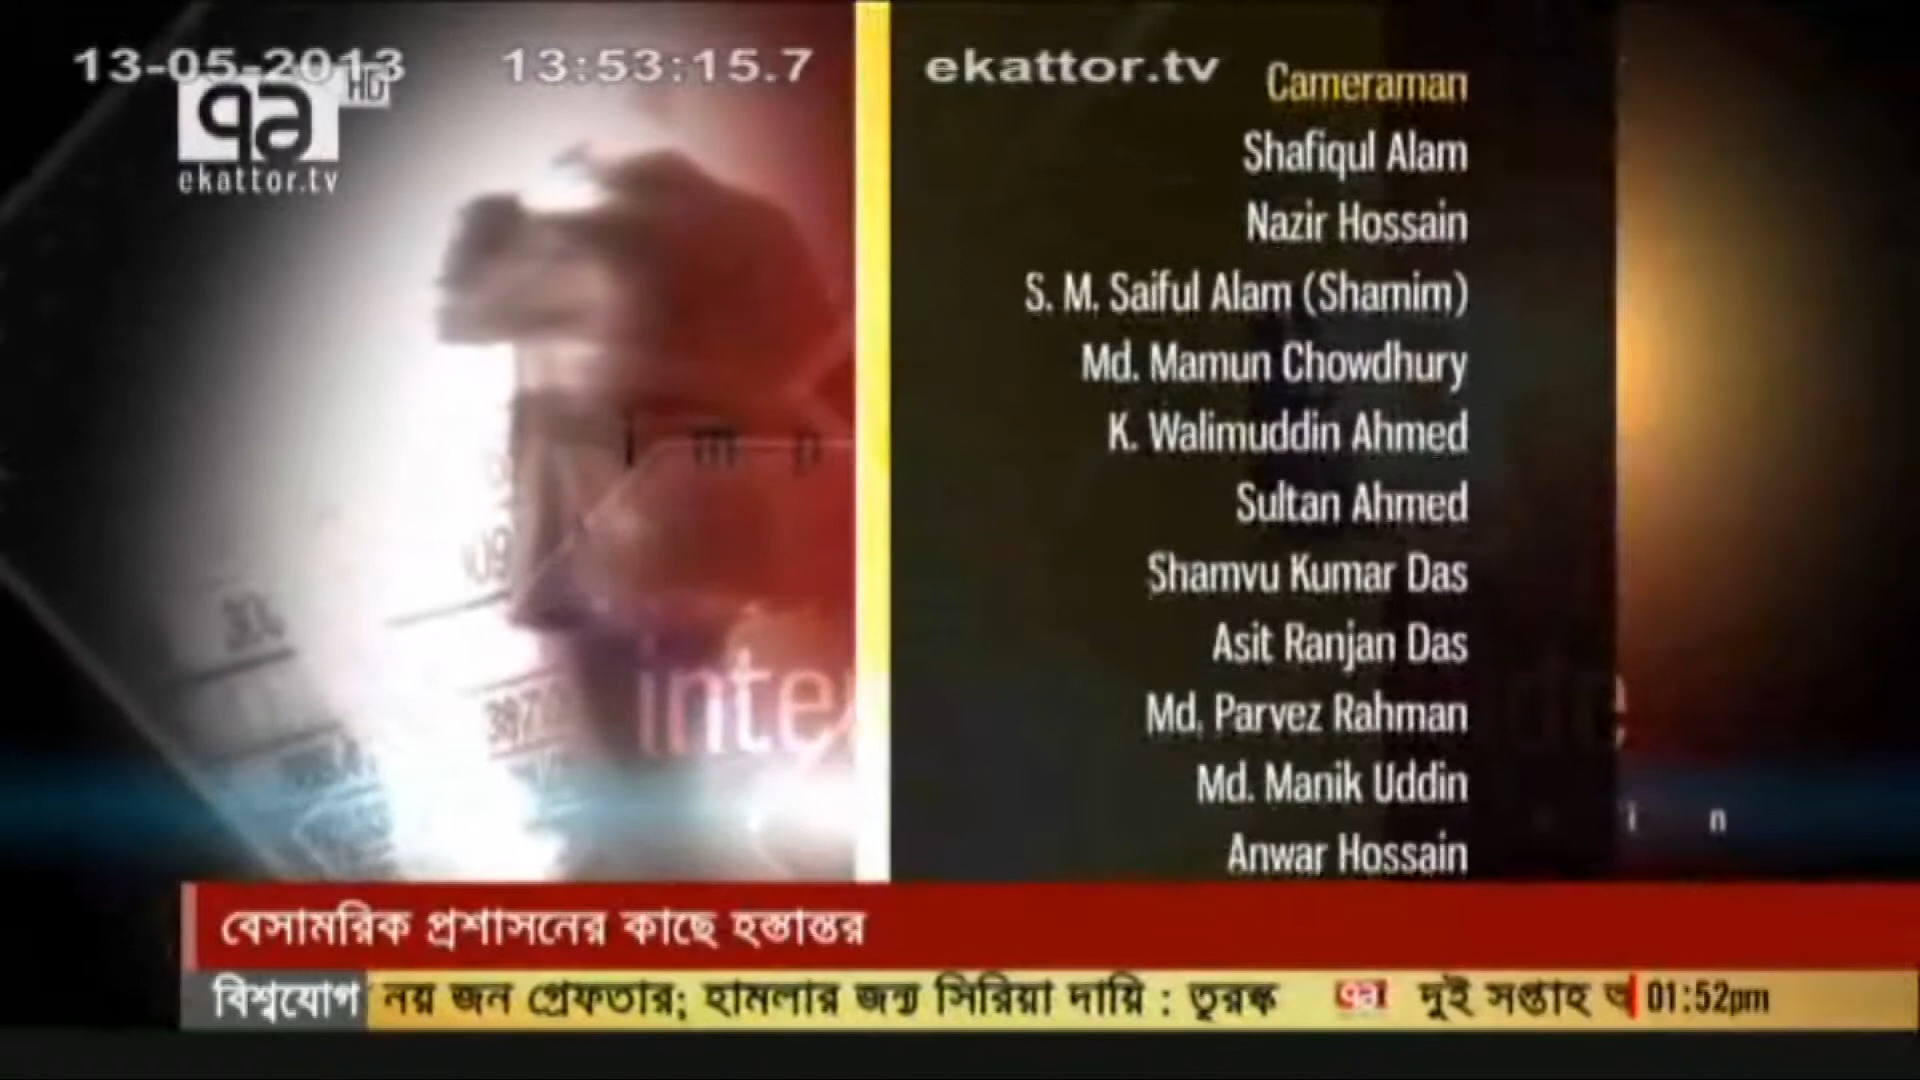 13-05-2013 13:53:15.7 ekattor.tv
HD
ekattor.tv
Cameraman
Shafiqul Alam
Nazir Hossain
S. M. Saiful Alam (Shamim)
Md. Mamun Chowdhury
K. Walimuddin Ahmed
Sultan Ahmed
Shamvu Kumar Das
Asit Ranjan Das
Md. Parvez Rahman
Md. Manik Uddin
Anwar Hossain
i m p
inte
i n
বেসামরিক প্রশাসনের কাছে হস্তান্তর
বিশ্বযোগ নয় জন গ্রেফতার; হামলার জন্য সিরিয়া দায়ি : তুরস্ক দুই সপ্তাহ 01:52pm